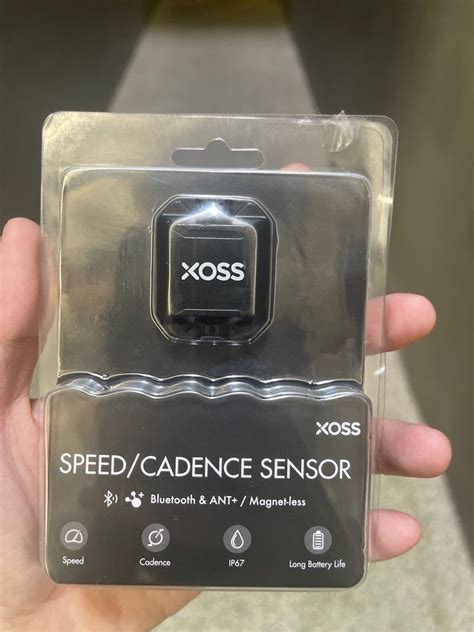 XOSS
XOSS
SPEED/CADENCE SENSOR
Bluetooth & ANT+ / Magnet-less
Speed
Cadence
IP67
Long Battery Life